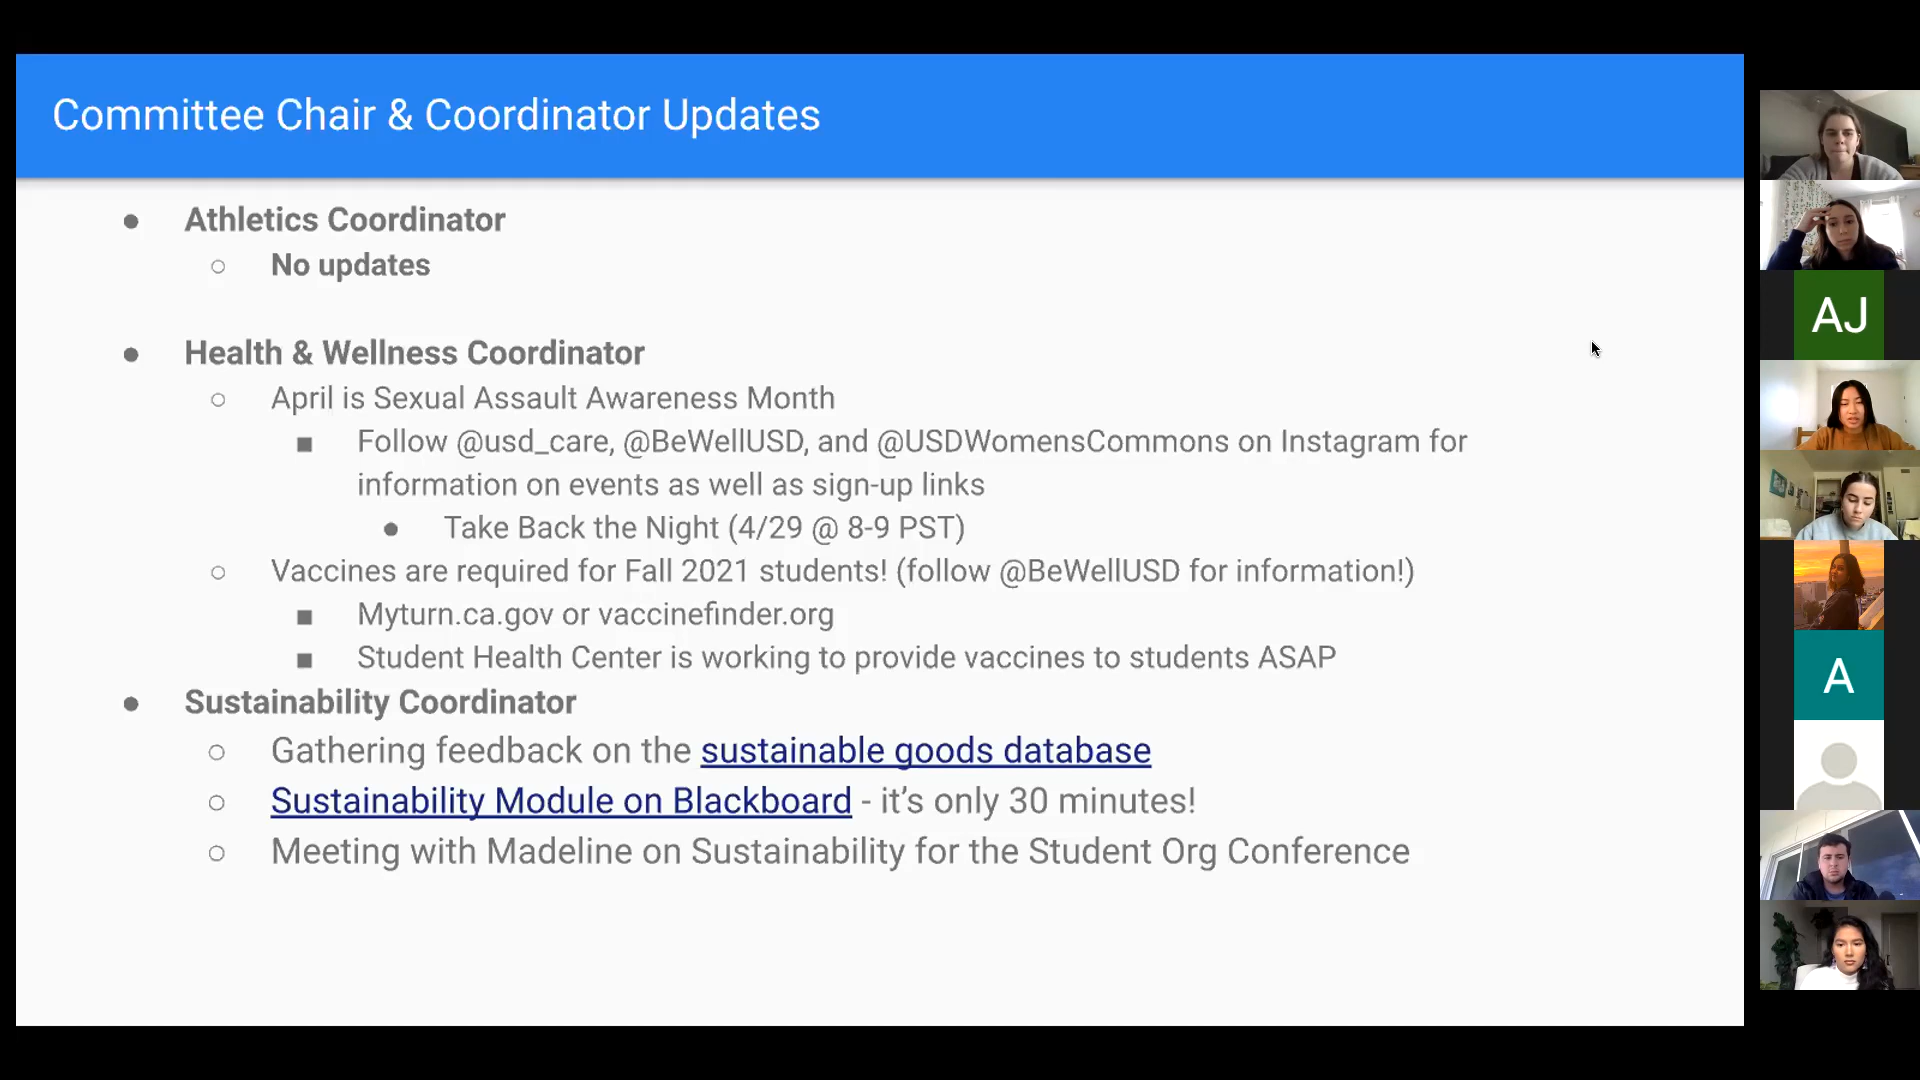 Committee Chair & Coordinator Updates
Athletics Coordinator
No updates
Health & Wellness Coordinator
April is Sexual Assault Awareness Month
Follow @usd_care, @BeWellUSD, and @USDWomensCommons on Instagram for
information on events as well as sign-up links
Take Back the Night (4/29 @ 8-9 PST)
Vaccines are required for Fall 2021 students! (follow @BeWellUSD for information!)
Myturn.ca.gov or vaccinefinder.org
Student Health Center is working to provide vaccines to students ASAP
Sustainability Coordinator
Gathering feedback on the sustainable goods database
Sustainability Module on Blackboard - it’s only 30 minutes!
Meeting with Madeline on Sustainability for the Student Org Conference
AJ
A